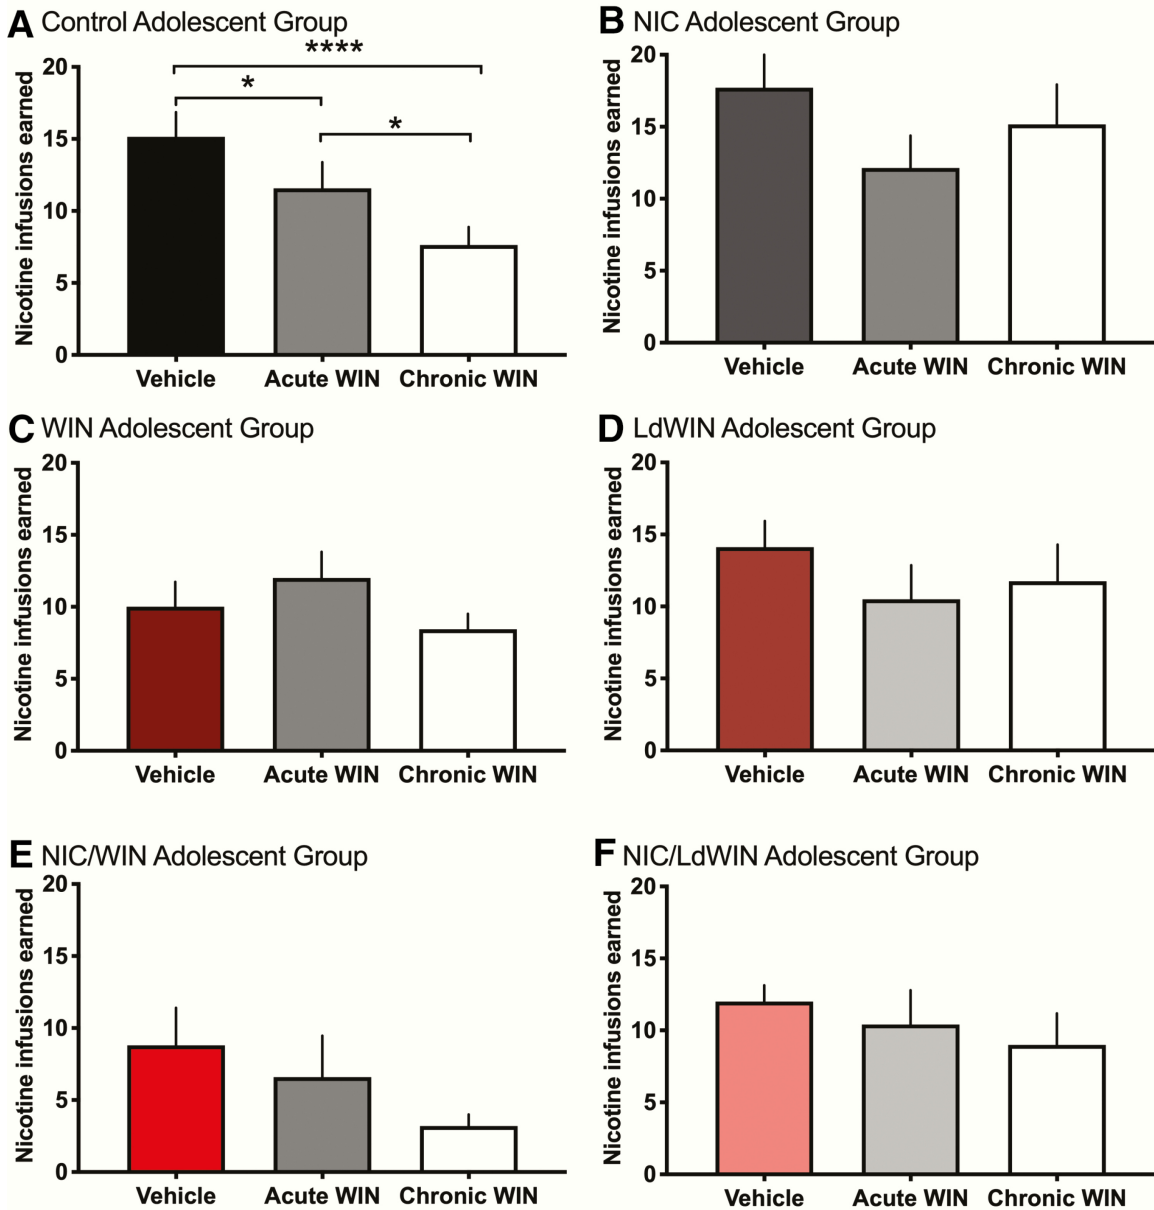 A Control Adolescent Group
****
*
*
Nicotine infusions earned
20
15
10
5
0
Vehicle Acute WIN Chronic WIN
B NIC Adolescent Group
Nicotine infusions earned
20
15
10
5
0
Vehicle Acute WIN Chronic WIN
C WIN Adolescent Group
Nicotine infusions earned
20
15
10
5
0
Vehicle Acute WIN Chronic WIN
D LdWIN Adolescent Group
Nicotine infusions earned
20
15
10
5
0
Vehicle Acute WIN Chronic WIN
E NIC/WIN Adolescent Group
Nicotine infusions earned
20
15
10
5
0
Vehicle Acute WIN Chronic WIN
F NIC/LdWIN Adolescent Group
Nicotine infusions earned
20
15
10
5
0
Vehicle Acute WIN Chronic WIN